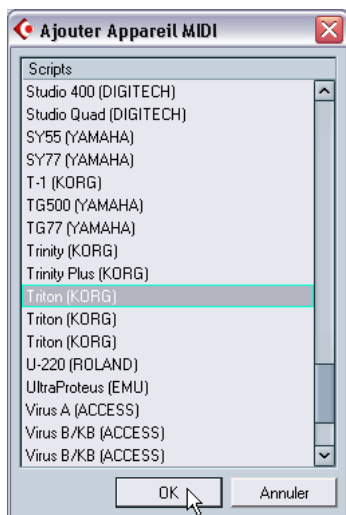 Ajouter Appareil MIDI
Scripts
Studio 400 (DIGITECH)
Studio Quad (DIGITECH)
SY55 (YAMAHA)
SY77 (YAMAHA)
T-1 (KORG)
TG500 (YAMAHA)
TG77 (YAMAHA)
Trinity (KORG)
Trinity Plus (KORG)
Triton (KORG)
Triton (KORG)
Triton (KORG)
U-220 (ROLAND)
UltraProteus (EMU)
Virus A (ACCESS)
Virus B/KB (ACCESS)
Virus B/KB (ACCESS)
OK Annuler